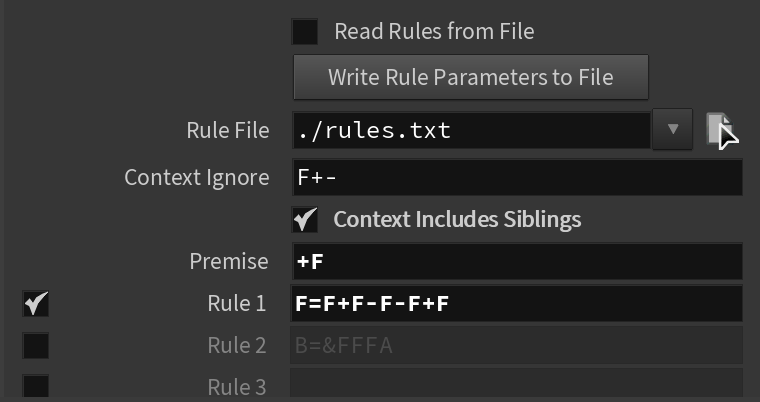 Read Rules from File
Write Rule Parameters to File
Rule File ./rules.txt
Context Ignore F+-
Context Includes Siblings
Premise +F
Rule 1 F=F+F-F-F+F
Rule 2 B=&FFFA
Rule 3